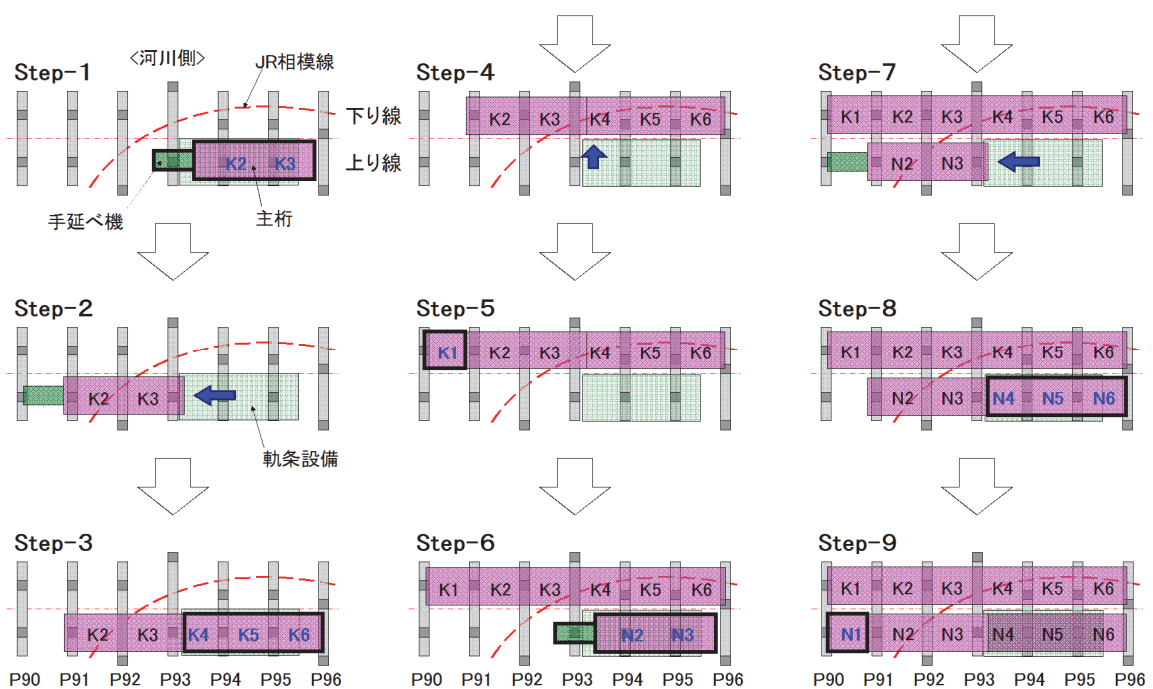 Step-1
<河川側>
JR相模線
下り線
上り線
K2 K3
手延べ機
主桁
Step-2
K2 K3
軌条設備
Step-3
K2 K3 K4 K5 K6
P90 P91 P92 P93 P94 P95 P96
Step-4
K2 K3 K4 K5 K6
Step-5
K1 K2 K3 K4 K5 K6
Step-6
K1 K2 K3 K4 K5 K6
N2 N3
P90 P91 P92 P93 P94 P95 P96
Step-7
K1 K2 K3 K4 K5 K6
N2 N3
Step-8
K1 K2 K3 K4 K5 K6
N2 N3 N4 N5 N6
Step-9
K1 K2 K3 K4 K5 K6
N1 N2 N3 N4 N5 N6
P90 P91 P92 P93 P94 P95 P96